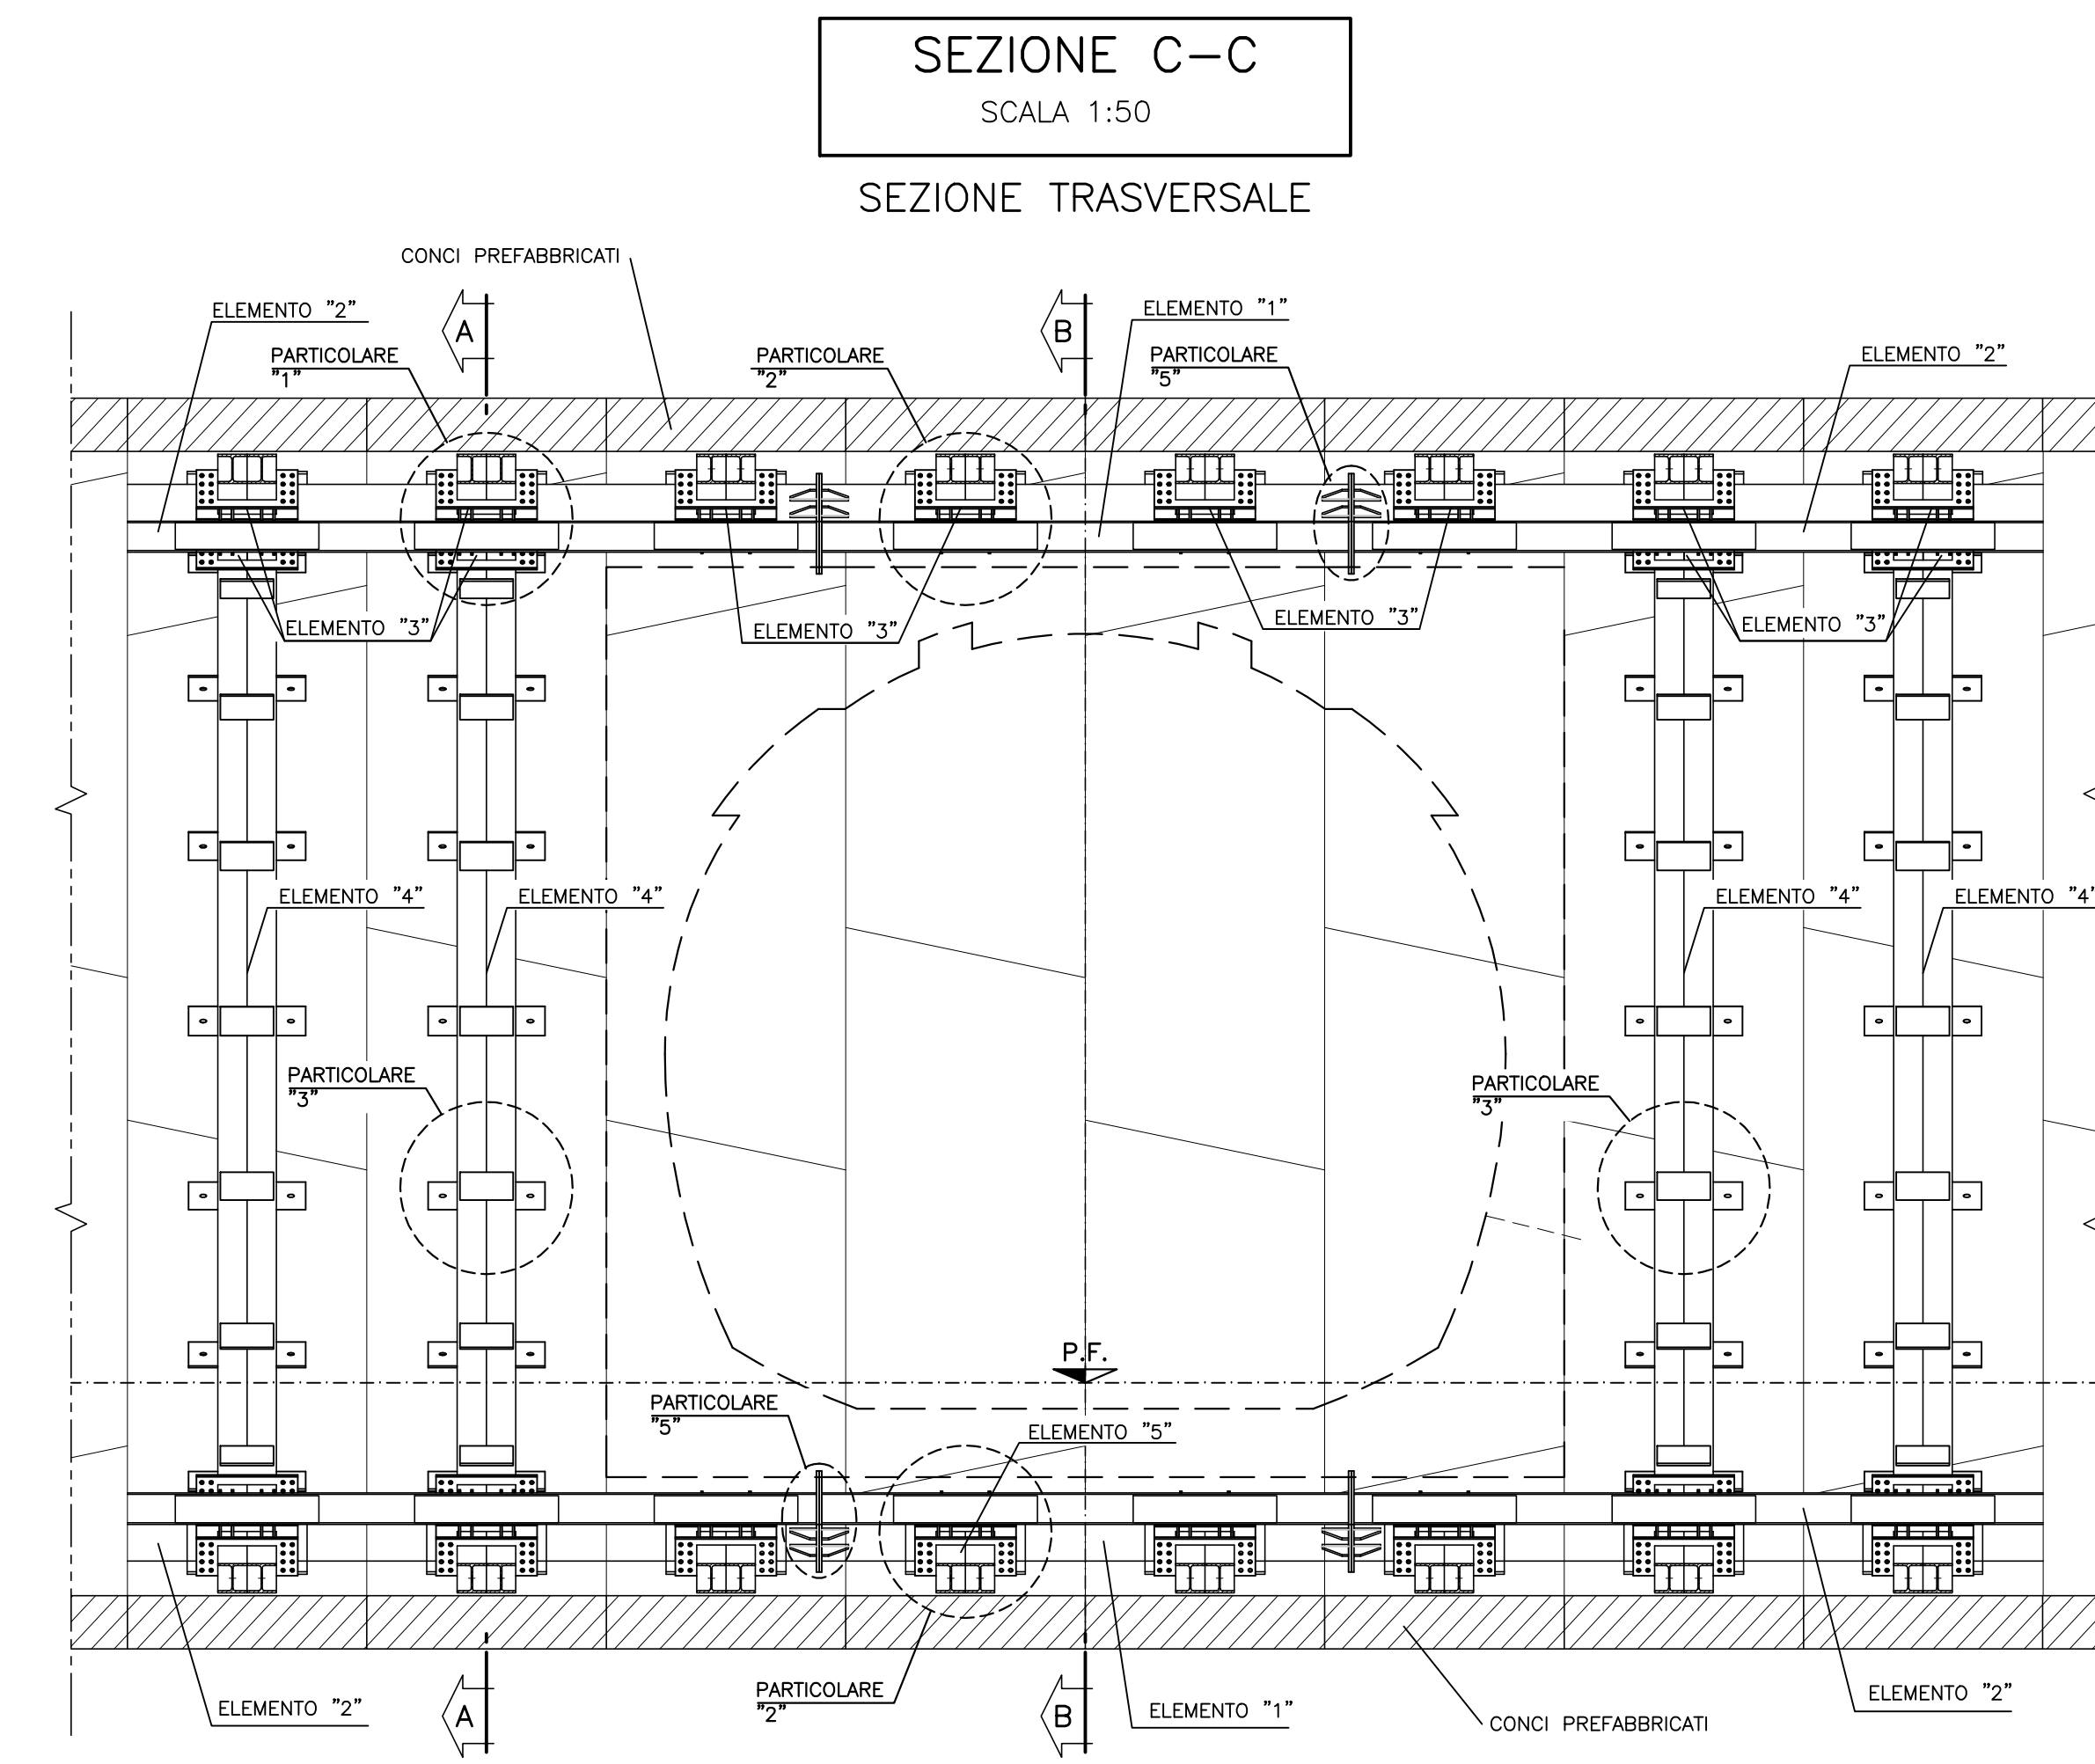 SEZIONE C-C
SCALA 1:50
SEZIONE TRASVERSALE
CONCI PREFABBRICATI
ELEMENTO "2"
A
B
ELEMENTO "1"
PARTICOLARE
"1"
PARTICOLARE
"2"
PARTICOLARE
"5"
ELEMENTO "2"
ELEMENTO "3"
ELEMENTO "3"
ELEMENTO "3"
ELEMENTO "3"
ELEMENTO "4"
ELEMENTO "4"
ELEMENTO "4"
ELEMENTO "4"
PARTICOLARE
"3"
PARTICOLARE
"3"
P.F.
PARTICOLARE
"5"
ELEMENTO "5"
PARTICOLARE
"2"
ELEMENTO "2"
A
B
ELEMENTO "1"
CONCI PREFABBRICATI
ELEMENTO "2"